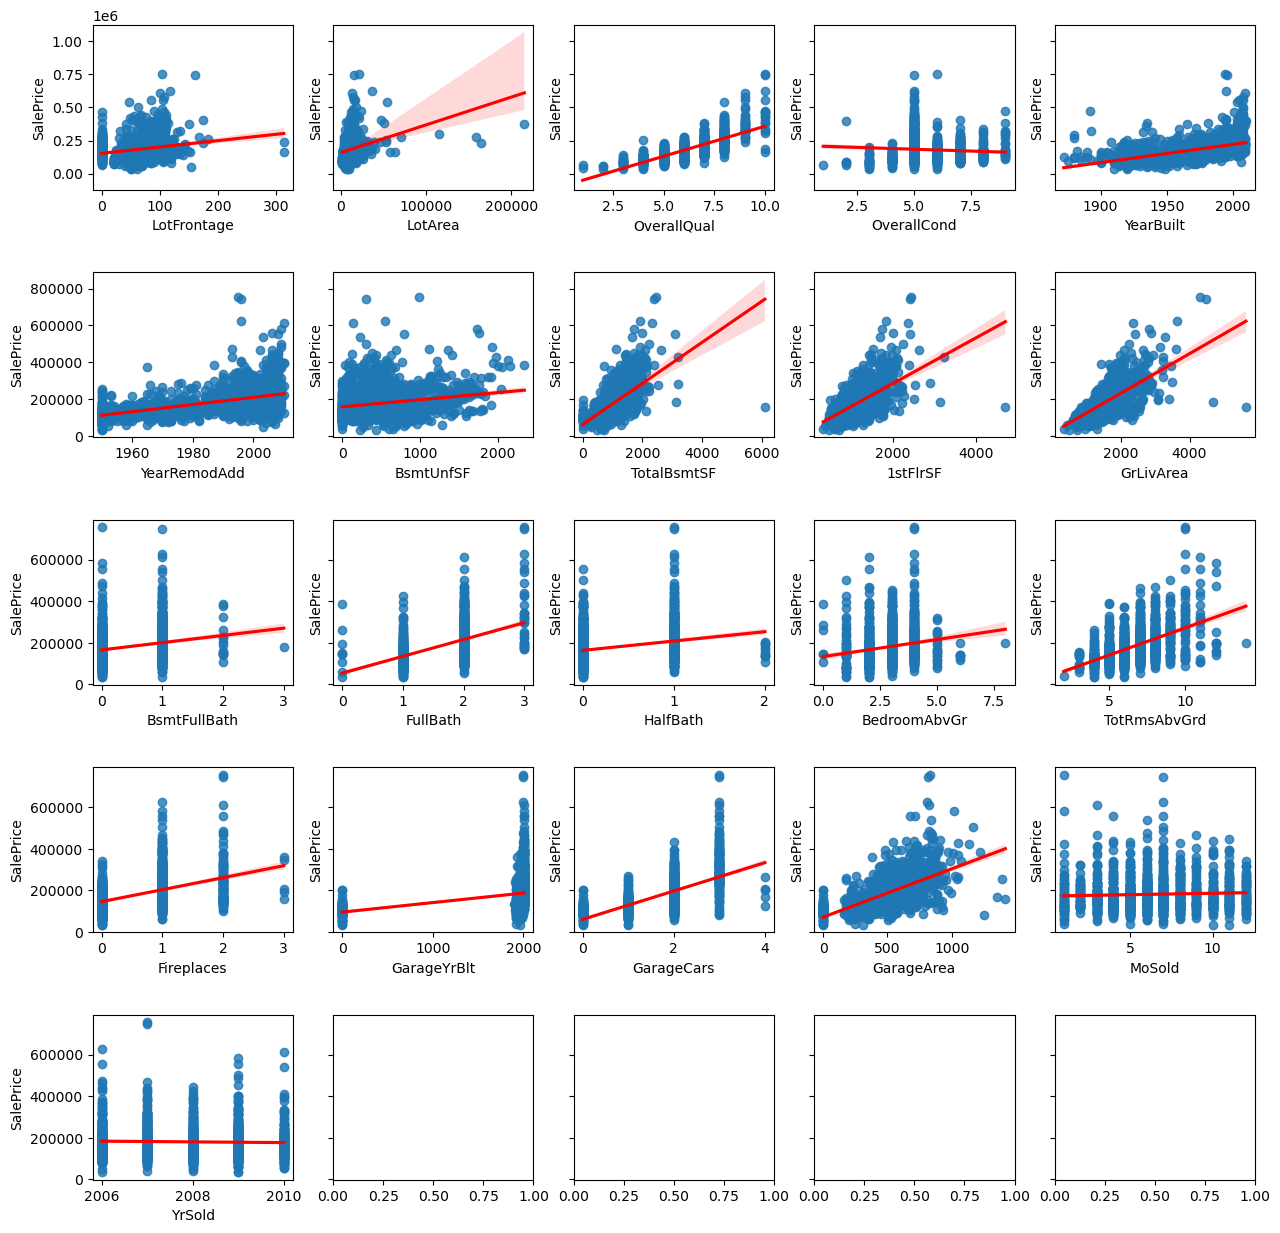 1e6
SalePrice SalePrice SalePrice SalePrice SalePrice
1.00
0.75
0.50
0.25
0.00
0 100 200 300 0 100000 200000 2.5 5.0 7.5 10.0 2.5 5.0 7.5 1900 1950 2000
LotFrontage LotArea OverallQual OverallCond YearBuilt
SalePrice SalePrice SalePrice SalePrice SalePrice
800000
600000
400000
200000
0
1960 1980 2000 0 1000 2000 0 2000 4000 6000 2000 4000 2000 4000
YearRemodAdd BsmtUnfSF TotalBsmtSF 1stFlrSF GrLivArea
SalePrice SalePrice SalePrice SalePrice SalePrice
600000
400000
200000
0
0 1 2 3 0 1 2 3 0 1 2 0.0 2.5 5.0 7.5 5 10
BsmtFullBath FullBath HalfBath BedroomAbvGr TotRmsAbvGrd
SalePrice SalePrice SalePrice SalePrice SalePrice
600000
400000
200000
0
0 1 2 3 0 1000 2000 0 2 4 0 500 1000 5 10
Fireplaces GarageYrBlt GarageCars GarageArea MoSold
SalePrice
600000
400000
200000
0
2006 2008 2010 0.00 0.25 0.50 0.75 1.00 0.00 0.25 0.50 0.75 1.00 0.00 0.25 0.50 0.75 1.00 0.00 0.25 0.50 0.75 1.00
YrSold